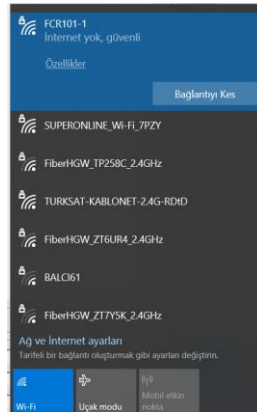 FCR101-1
İnternet yok, güvenli
Özellikler
Bağlantıyı Kes
SUPERONLINE_Wi-Fi_7PZY
FiberHGW_TP258C_2.4GHz
TURKSAT-KABLONET-2.4G-RDtD
FiberHGW_ZT6UR4_2.4GHz
BALCI61
FiberHGW_ZT7Y5K_2.4GHz
Ağ ve İnternet ayarları
Tarifeli bir bağlantı oluşturmak gibi ayarları değiştirin.
Wi-Fi
Uçak modu
Mobil etkin
nokta